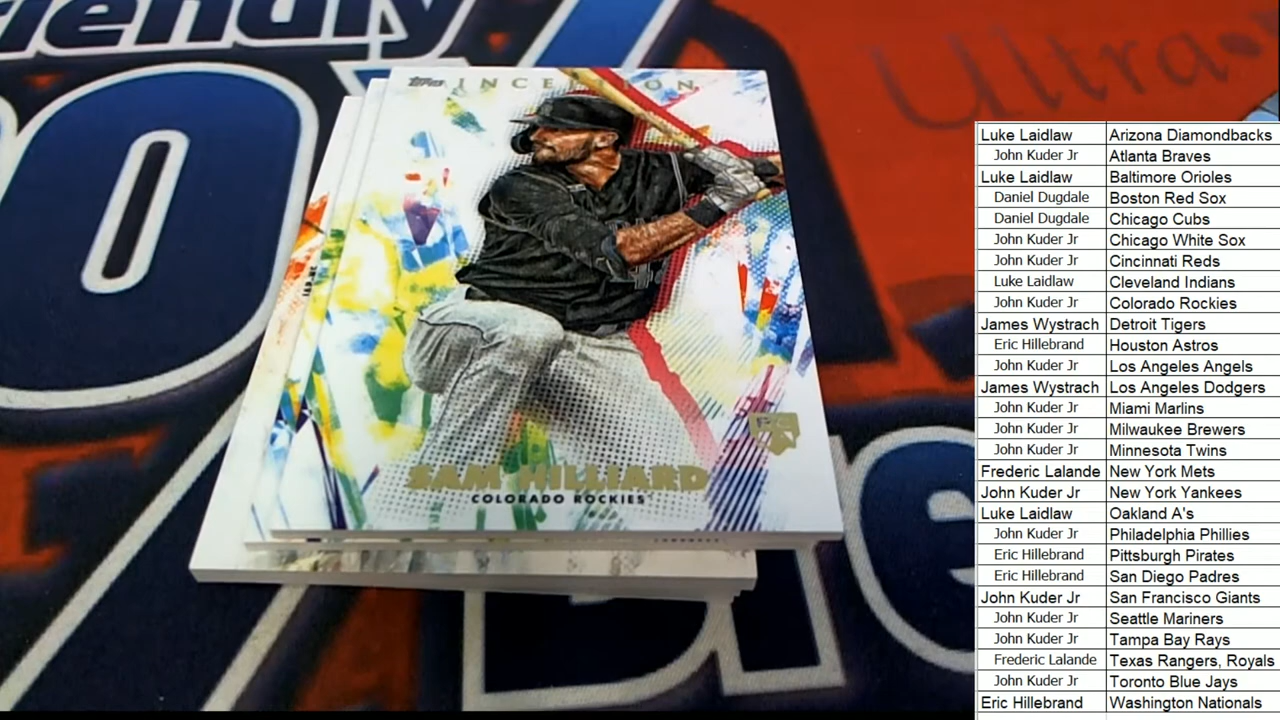 riendly
Ultra
Topps INCEPTION
RC
SAM HILLIARD
COLORADO ROCKIES
Luke Laidlaw Arizona Diamondbacks
John Kuder Jr Atlanta Braves
Luke Laidlaw Baltimore Orioles
Daniel Dugdale Boston Red Sox
Daniel Dugdale Chicago Cubs
John Kuder Jr Chicago White Sox
John Kuder Jr Cincinnati Reds
Luke Laidlaw Cleveland Indians
John Kuder Jr Colorado Rockies
James Wystrach Detroit Tigers
Eric Hillebrand Houston Astros
John Kuder Jr Los Angeles Angels
James Wystrach Los Angeles Dodgers
John Kuder Jr Miami Marlins
John Kuder Jr Milwaukee Brewers
John Kuder Jr Minnesota Twins
Frederic Lalande New York Mets
John Kuder Jr New York Yankees
Luke Laidlaw Oakland A's
John Kuder Jr Philadelphia Phillies
Eric Hillebrand Pittsburgh Pirates
Eric Hillebrand San Diego Padres
John Kuder Jr San Francisco Giants
John Kuder Jr Seattle Mariners
John Kuder Jr Tampa Bay Rays
Frederic Lalande Texas Rangers, Royals
John Kuder Jr Toronto Blue Jays
Eric Hillebrand Washington Nationals